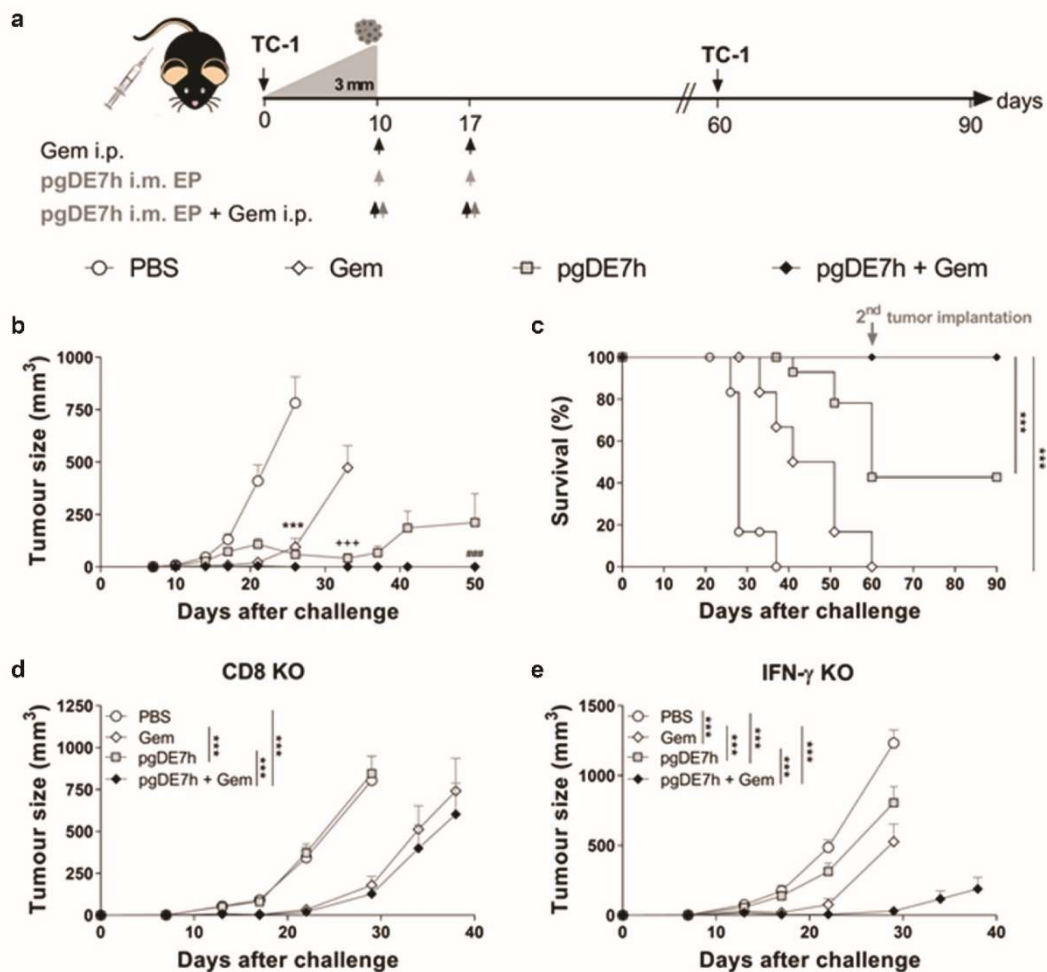 a
TC-1
3 mm
TC-1
days
0
10
17
60
90
Gem i.p.
pgDE7h i.m. EP
pgDE7h i.m. EP + Gem i.p.
PBS
Gem
pgDE7h
pgDE7h + Gem
b
Tumour size (mm³)
1000
750
500
250
0
***
+++
###
0 10 20 30 40 50
Days after challenge
c
2nd tumor implantation
Survival (%)
100
80
60
40
20
0
***
***
0 10 20 30 40 50 60 70 80 90
Days after challenge
d
CD8 KO
Tumour size (mm³)
1250
1000
750
500
250
0
PBS
Gem
pgDE7h
pgDE7h + Gem
***
***
***
0 10 20 30 40
Days after challenge
e
IFN-γ KO
Tumour size (mm³)
1500
1000
500
0
PBS
Gem
pgDE7h
pgDE7h + Gem
***
***
***
***
***
0 10 20 30 40
Days after challenge